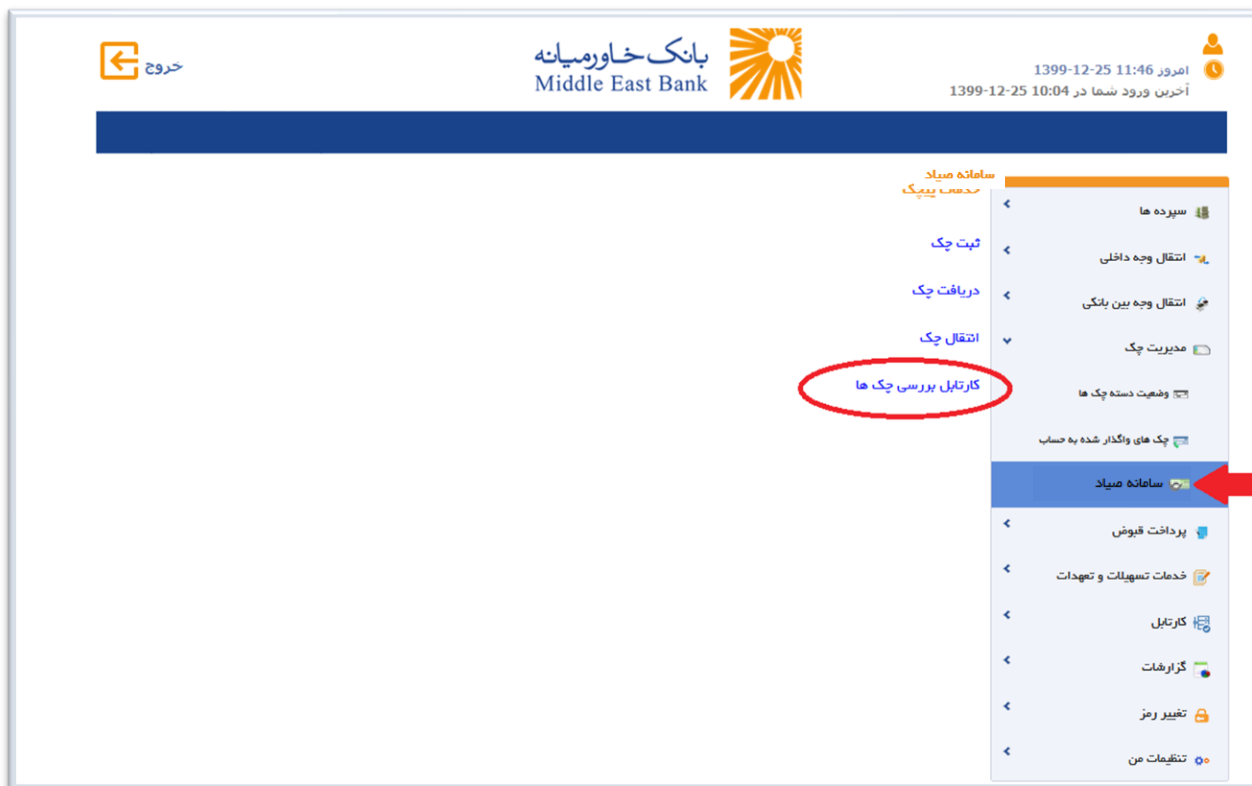 امروز 11:46 25-12-1399
آخرین ورود شما در 10:04 25-12-1399
بانک خاورمیانه
Middle East Bank
خروج
سامانه صیاد
خدمات پیچک
ثبت چک
دریافت چک
انتقال چک
کارتابل بررسی چک ها
سپرده ها
انتقال وجه داخلی
انتقال وجه بین بانکی
مدیریت چک
وضعیت دسته چک ها
چک های واگذار شده به حساب
سامانه صیاد
پرداخت قبوض
خدمات تسهیلات و تعهدات
کارتابل
گزارشات
تغییر رمز
تنظیمات من